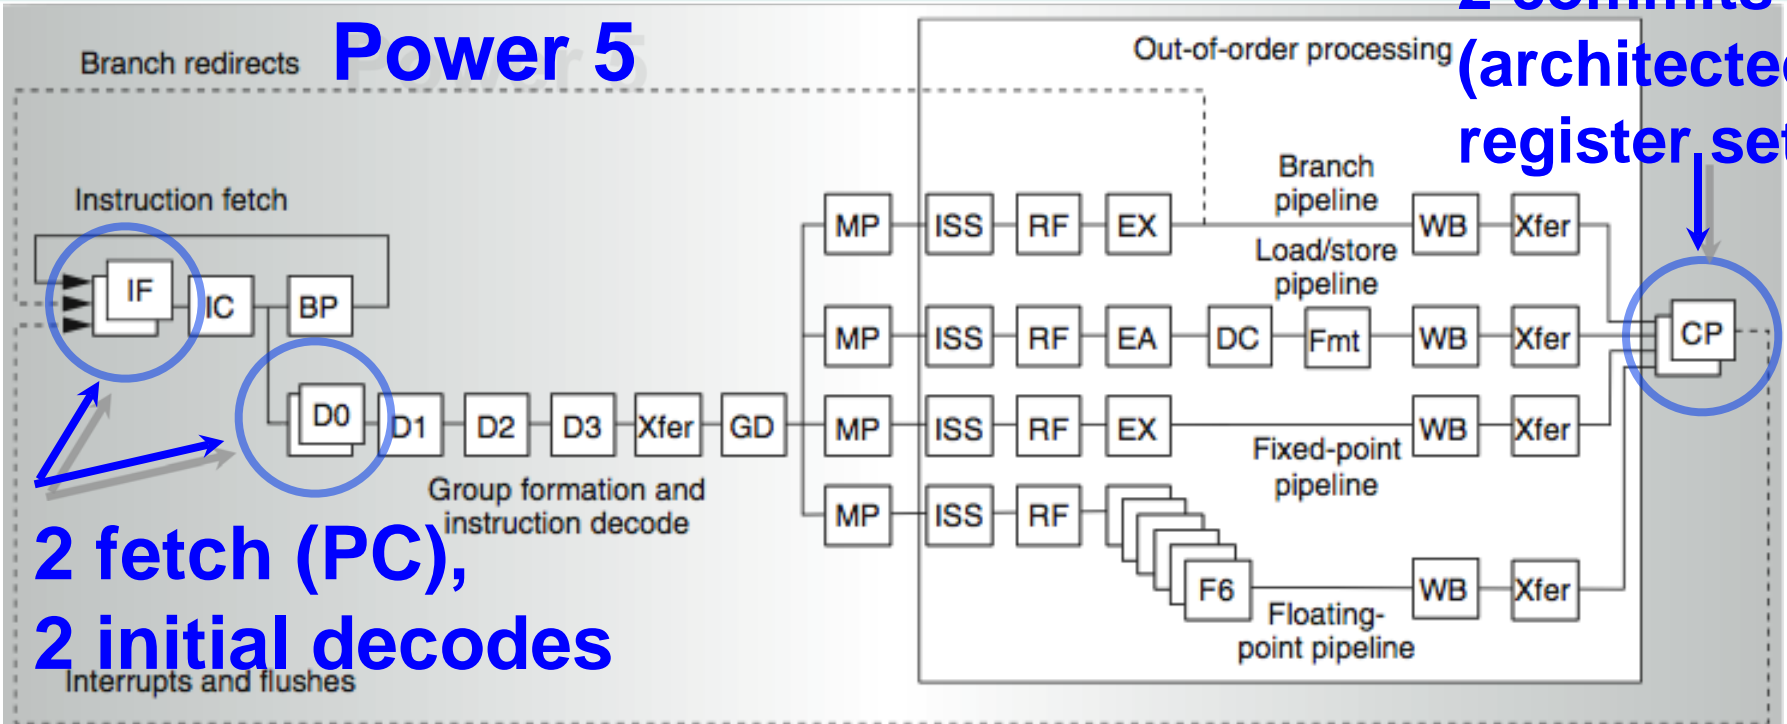 2 commits
Power 5
Branch redirects
Out-of-order processing
(architected
register set
Instruction fetch
Branch
pipeline
MP ISS RF EX WB Xfer
Load/store
pipeline
IF IC BP
MP ISS RF EA DC Fmt WB Xfer
CP
D0 D1 D2 D3 Xfer GD
MP ISS RF EX WB Xfer
Fixed-point
pipeline
Group formation and
instruction decode
MP ISS RF
F6 WB Xfer
Floating-
point pipeline
2 fetch (PC),
2 initial decodes
Interrupts and flushes